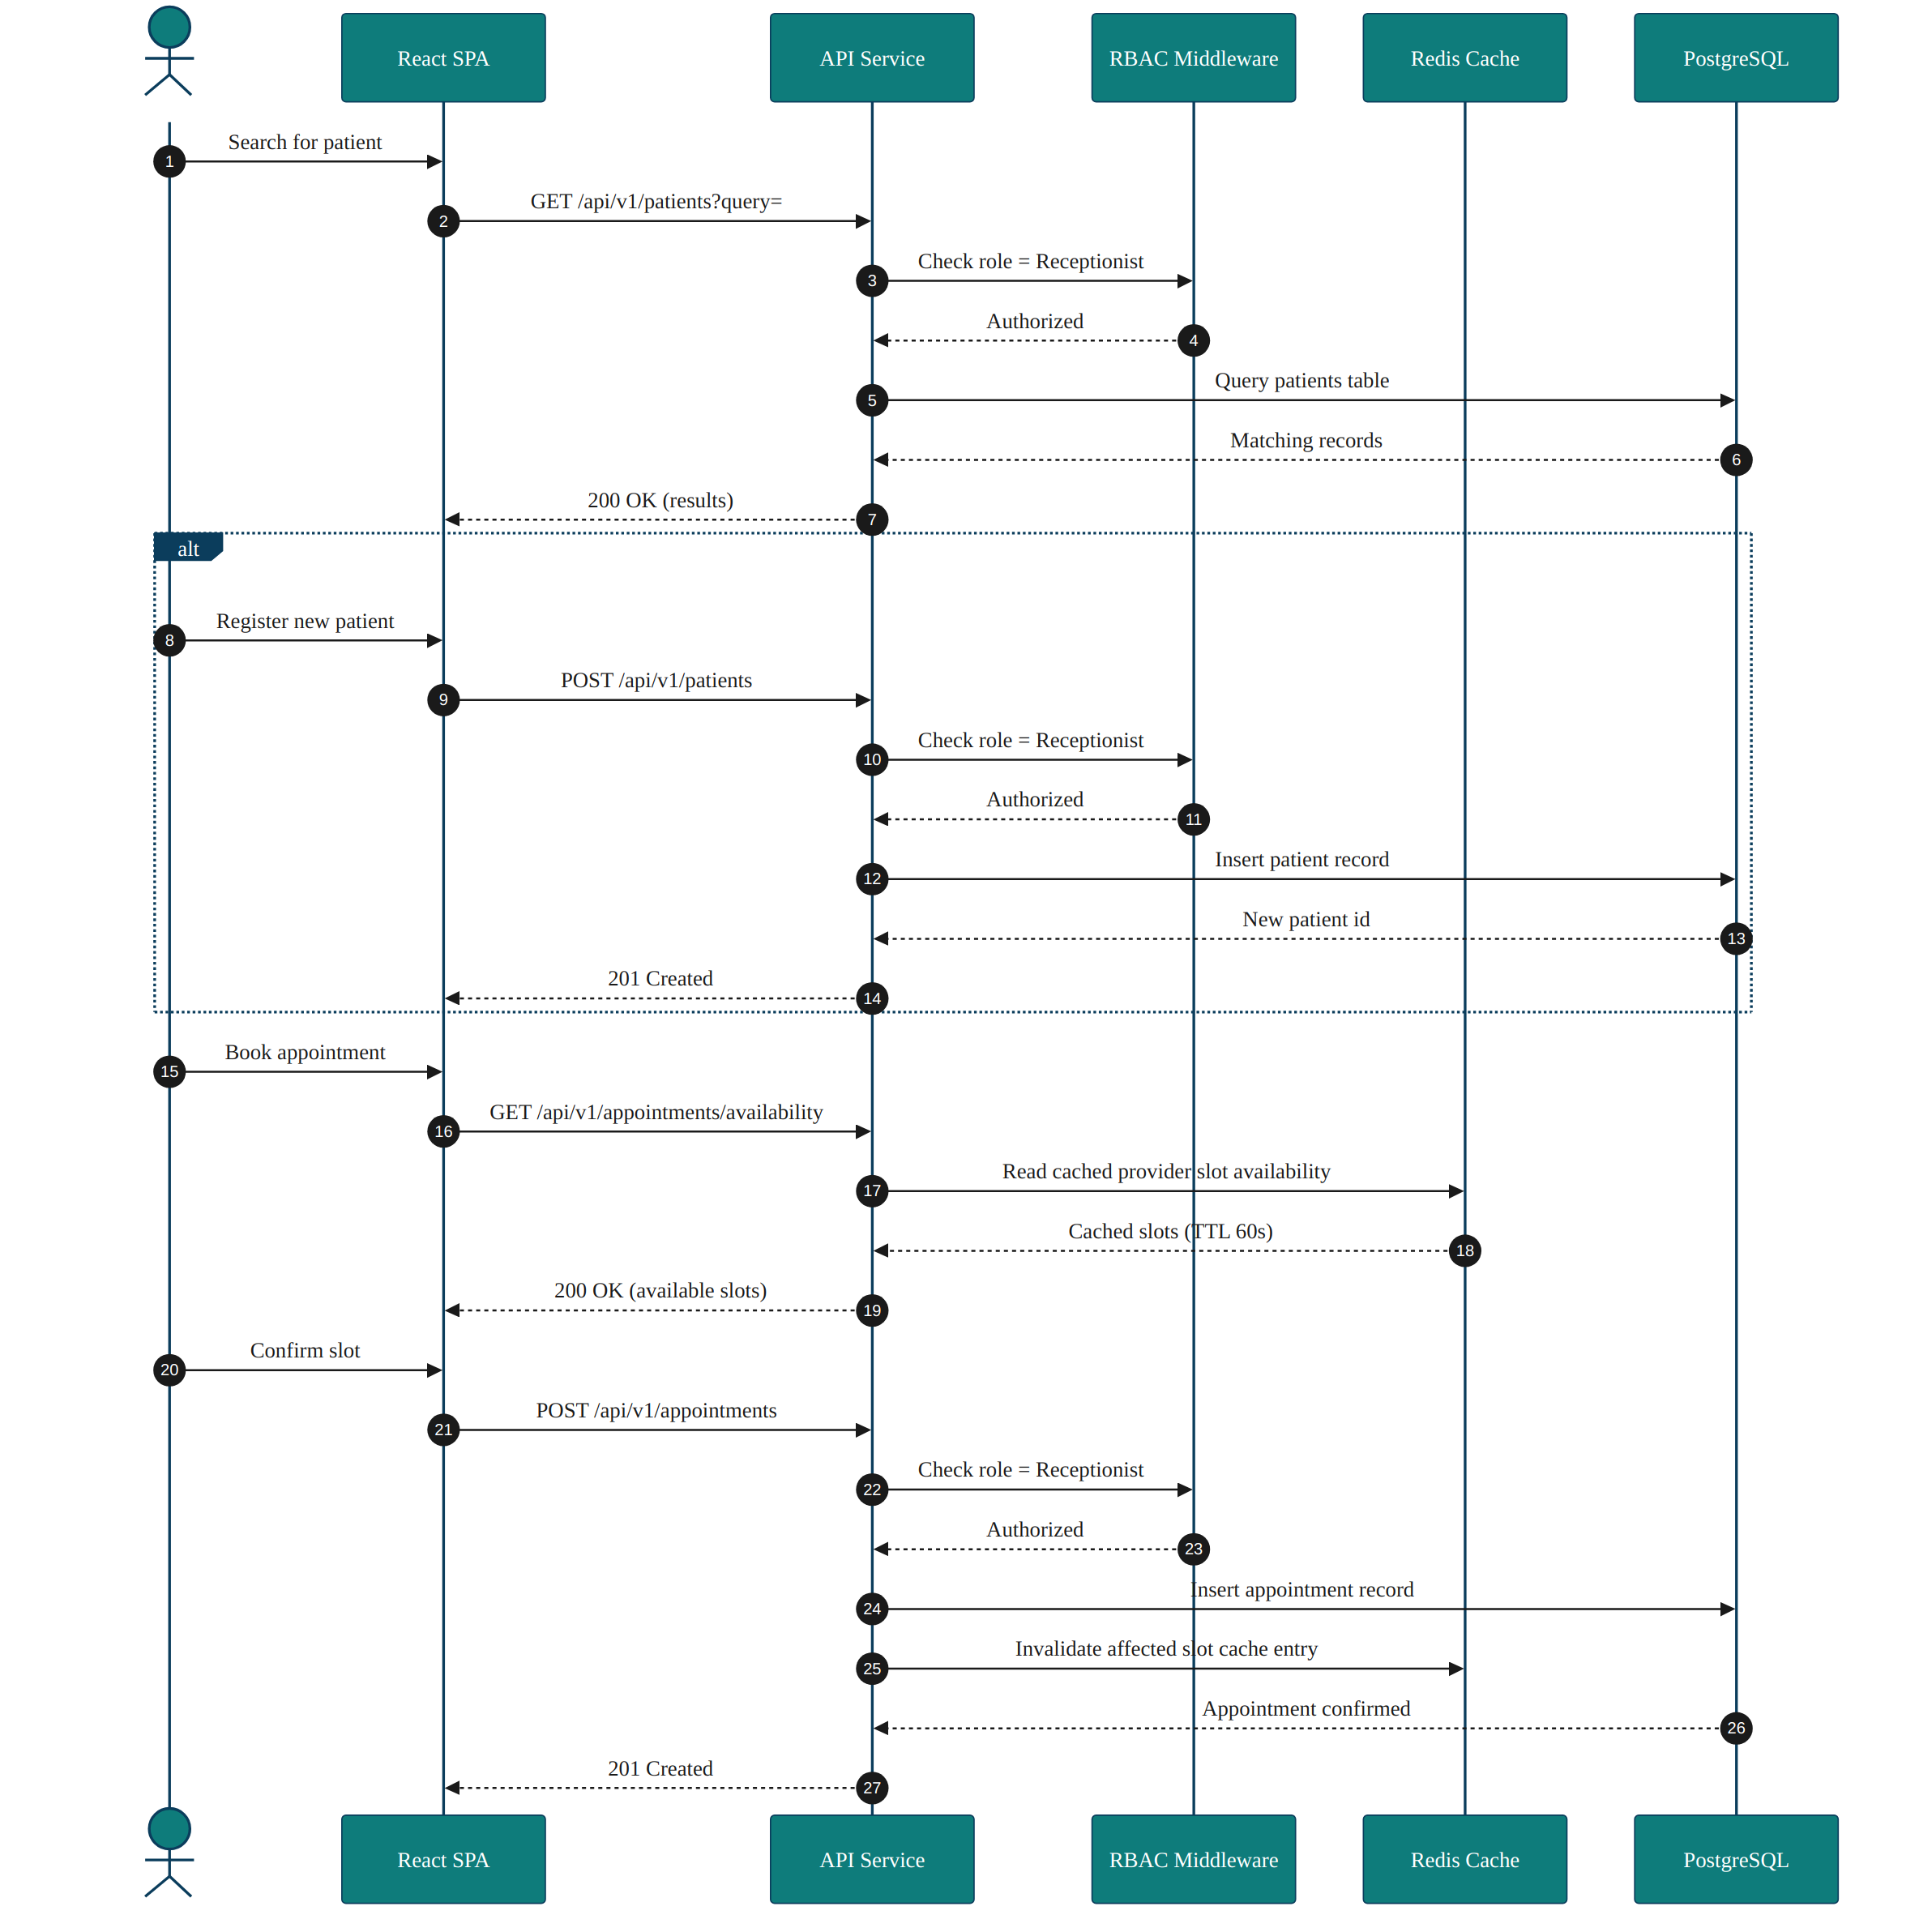 React SPA
API Service
RBAC Middleware
Redis Cache
PostgreSQL
Search for patient
1
GET /api/v1/patients?query=
2
Check role = Receptionist
3
Authorized
4
Query patients table
5
Matching records
6
200 OK (results)
7
alt
Register new patient
8
POST /api/v1/patients
9
Check role = Receptionist
10
Authorized
11
Insert patient record
12
New patient id
13
201 Created
14
Book appointment
15
GET /api/v1/appointments/availability
16
Read cached provider slot availability
17
Cached slots (TTL 60s)
18
200 OK (available slots)
19
Confirm slot
20
POST /api/v1/appointments
21
Check role = Receptionist
22
Authorized
23
Insert appointment record
24
Invalidate affected slot cache entry
25
Appointment confirmed
26
201 Created
27
React SPA
API Service
RBAC Middleware
Redis Cache
PostgreSQL